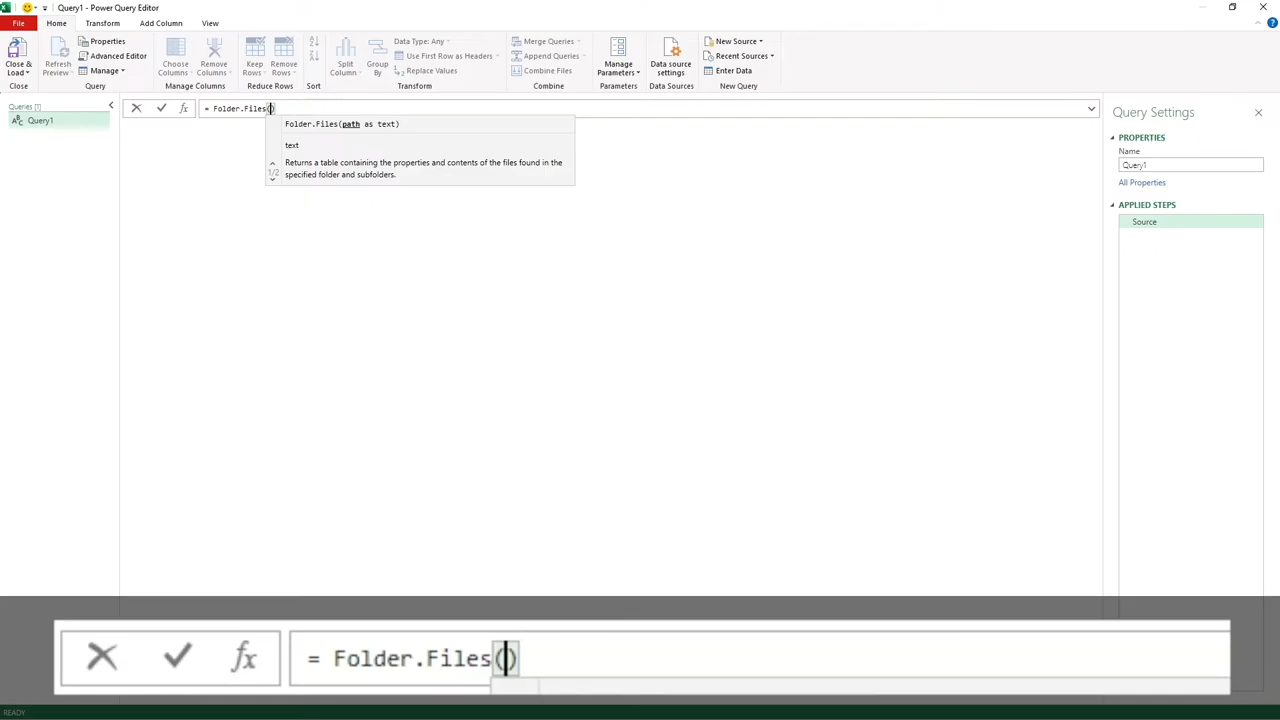 Query1 - Power Query Editor
File Home Transform Add Column View
Close & Load
Refresh Preview
Properties
Advanced Editor
Manage
Choose Columns
Remove Columns
Keep Rows
Remove Rows
Split Column
Group By
Data Type: Any
Use First Row as Headers
Replace Values
Merge Queries
Append Queries
Combine Files
Manage Parameters
Data source settings
New Source
Recent Sources
Enter Data
Close
Query
Manage Columns
Reduce Rows
Sort
Transform
Combine
Parameters
Data Sources
New Query
Queries [1]
Query1
fx
= Folder.Files()
Folder.Files(path as text)
text
1/2
Returns a table containing the properties and contents of the files found in the
specified folder and subfolders.
Query Settings
PROPERTIES
Name
Query1
All Properties
APPLIED STEPS
Source
fx = Folder.Files()
READY